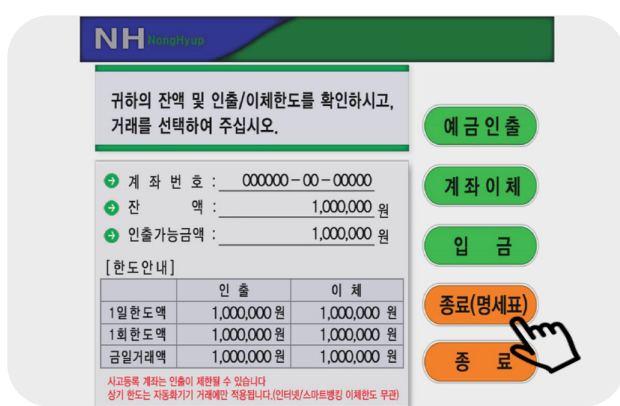 NH NongHyup
귀하의 잔액 및 인출/이체한도를 확인하시고,
거래를 선택하여 주십시오.
예금인출
계좌이체
입 금
종료(명세표)
종 료
계 좌 번 호 : 000000-00-00000
잔 액 : 1,000,000 원
인출가능금액 : 1,000,000 원
[한도안내]
인 출 이 체
1일한도액 1,000,000 원 1,000,000 원
1회한도액 1,000,000 원 1,000,000 원
금일거래액 1,000,000 원 1,000,000 원
사고등록 계좌는 인출이 제한될 수 있습니다
상기 한도는 자동화기기 거래에만 적용됩니다.(인터넷/스마트뱅킹 이체한도 무관)